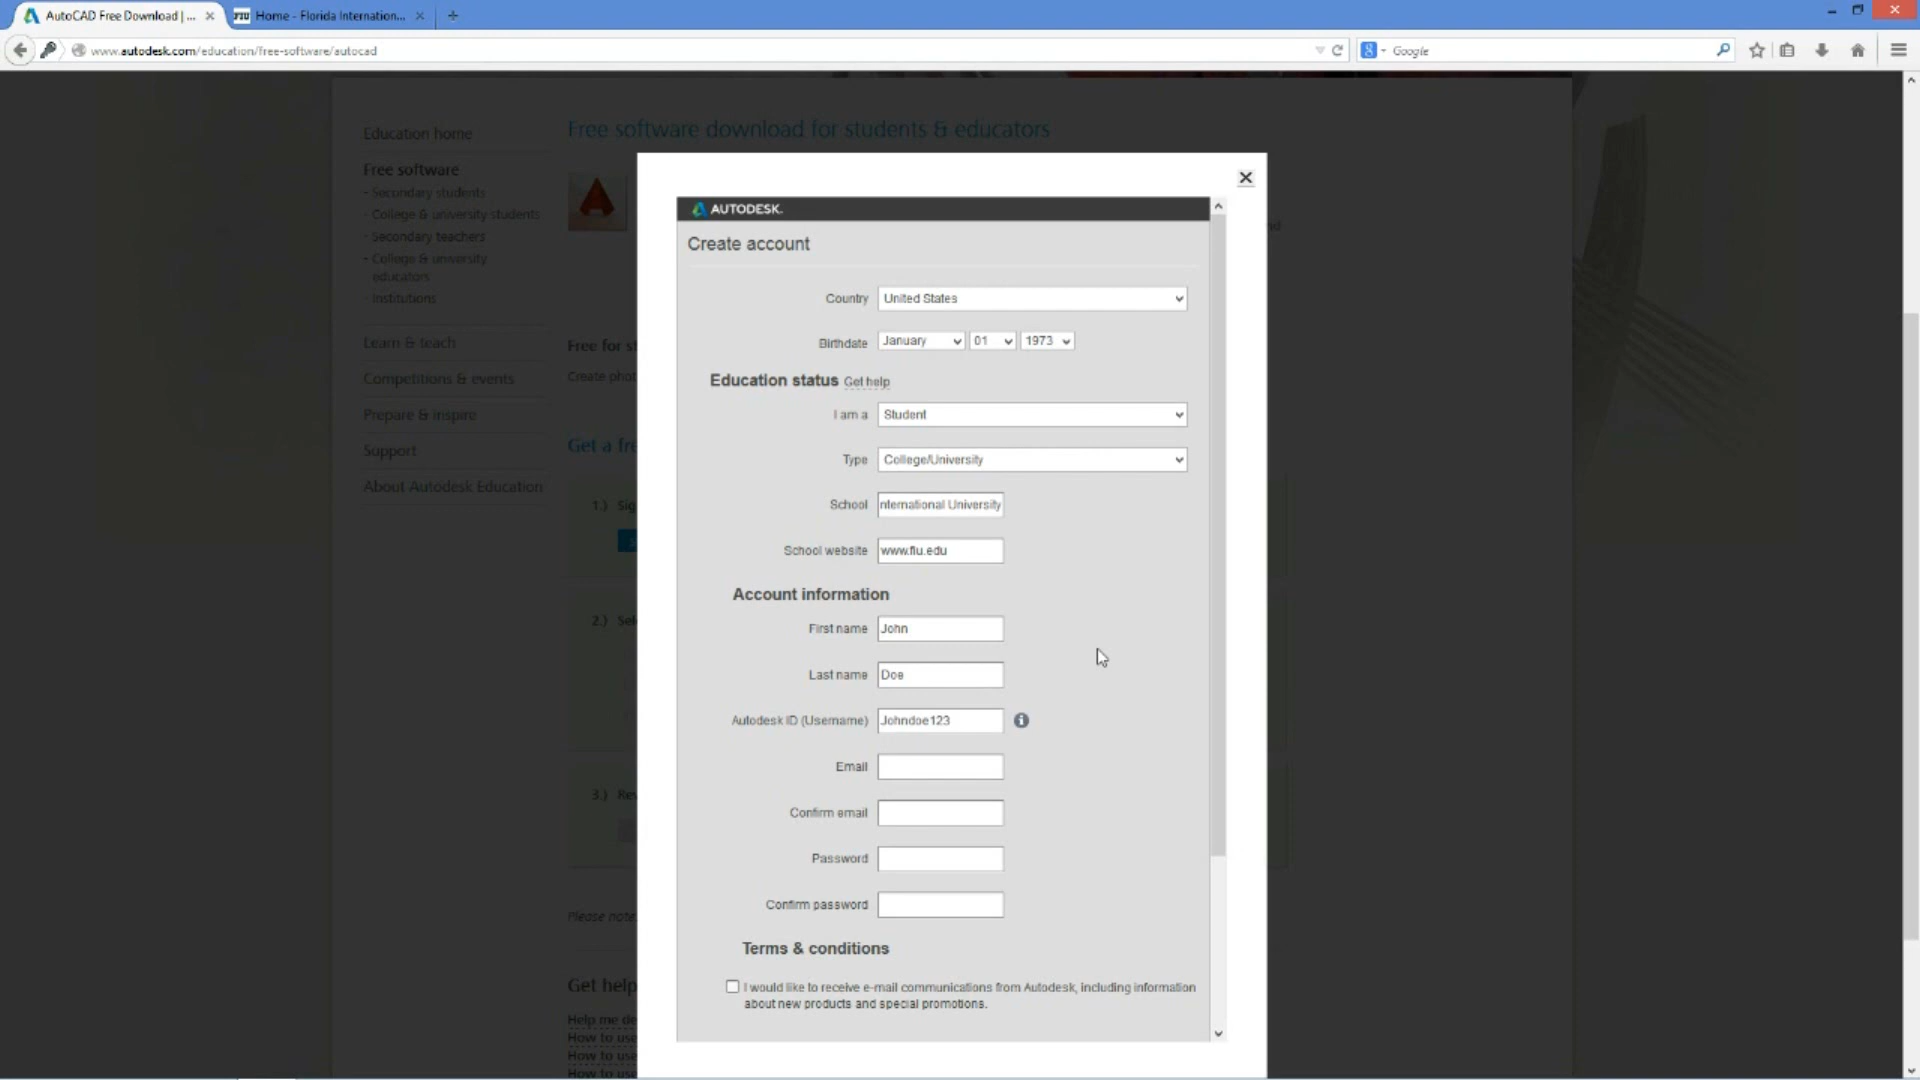 AutoCAD Free Download | ...
FIU Home - Florida Internation...
www.autodesk.com/education/free-software/autocad
Google
Education home
Free software
- Secondary students
- College & university students
- Secondary teachers
- College & university
educators
- Institutions
Learn & teach
Competitions & events
Prepare & inspire
Support
About Autodesk Education
Free software download for students & educators
Free for st
Create phot
Get a fre
1.) Sig
2.) Sel
3.) Rev
Please note
Get help
Help me de
How to use
How to use
How to use
AUTODESK.
Create account
Country United States
Birthdate January 01 1973
Education status Get help
I am a Student
Type College/University
School nternational University
School website www.fiu.edu
Account information
First name John
Last name Doe
Autodesk ID (Username) Johndoe123
Email
Confirm email
Password
Confirm password
Terms & conditions
I would like to receive e-mail communications from Autodesk, including information
about new products and special promotions.